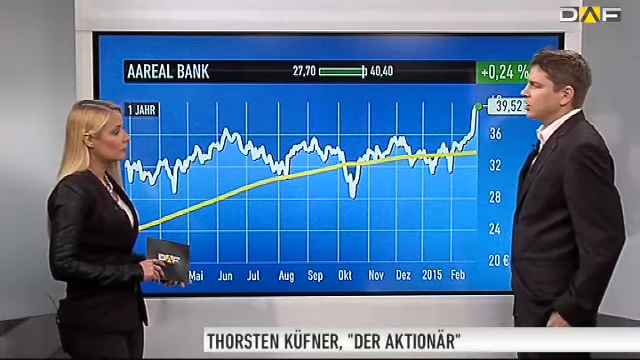 DAF
AAREAL BANK
27,70 40,40
+0,24 %
1 JAHR
39,52
36
32
28
24
20 €
Mai Jun Jul Aug Sep Okt Nov Dez 2015 Feb
DAF
THORSTEN KÜFNER, "DER AKTIONÄR"